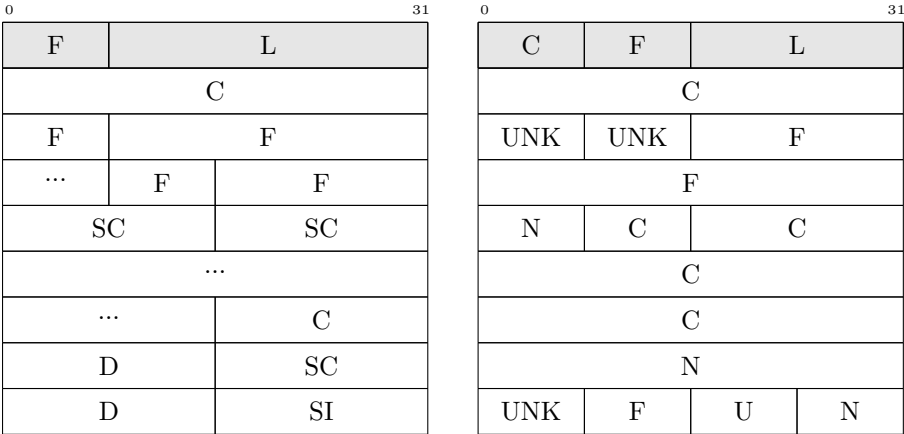 0 31
F L
C
F F
... F F
SC SC
...
... C
D SC
D SI
0 31
C F L
C
UNK UNK F
F
N C C
C
C
N
UNK F U N